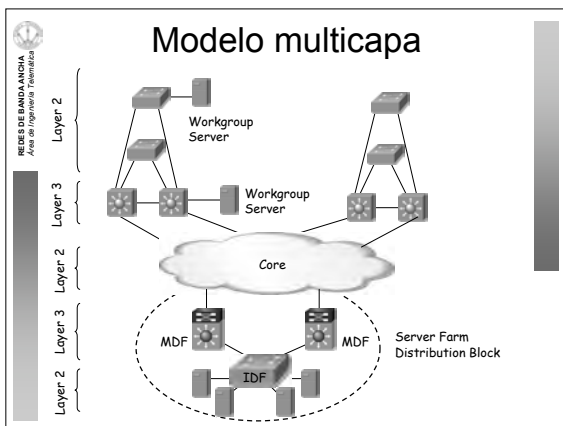 Modelo multicapa
REDES DE BANDA ANCHA
Área de Ingeniería Telemática
Layer 2
Workgroup
Server
Layer 3
Workgroup
Server
Layer 2
Core
Layer 3
MDF
MDF
Server Farm
Distribution Block
Layer 2
IDF